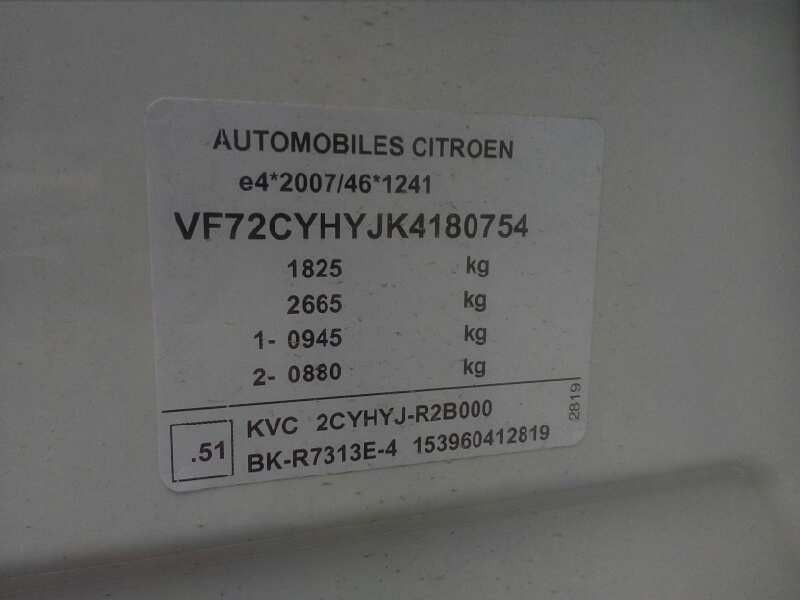 AUTOMOBILES CITROEN
e4*2007/46*1241
VF72CYHYJK4180754
1825 kg
2665 kg
1- 0945 kg
2- 0880 kg
2819
.51
KVC 2CYHYJ-R2B000
BK-R7313E-4 153960412819